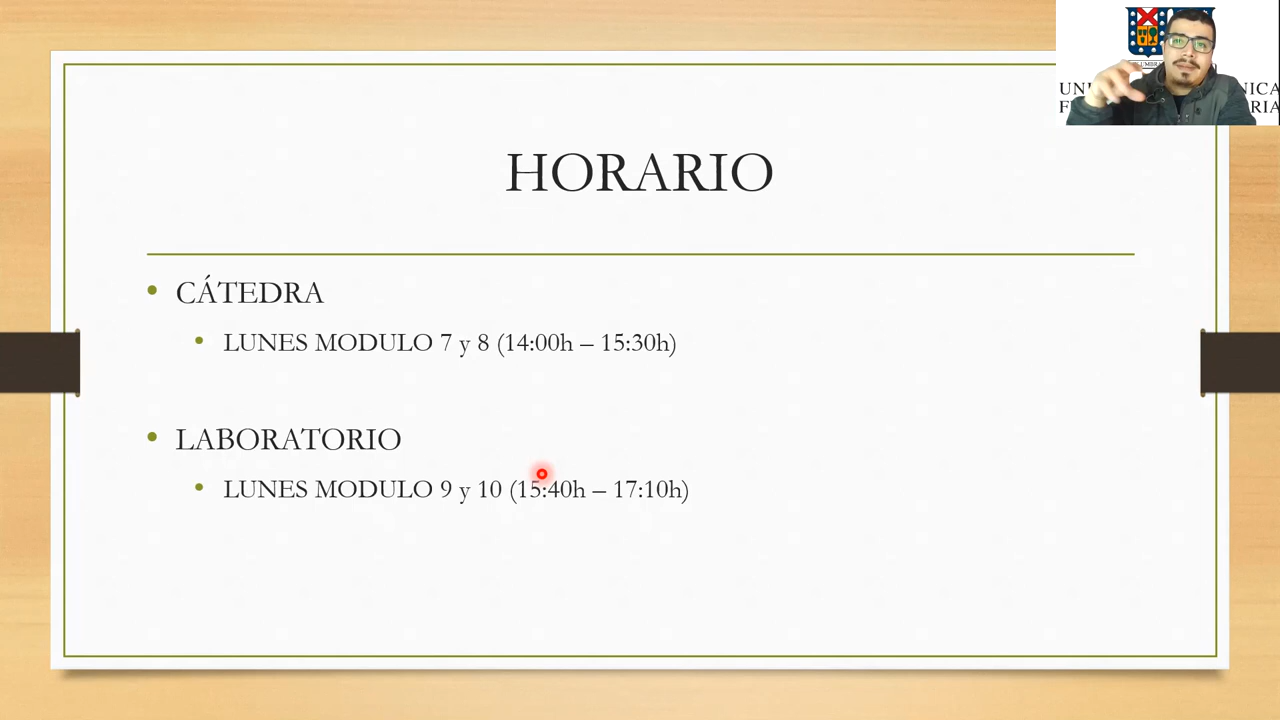 HORARIO
• CÁTEDRA
• LUNES MODULO 7 y 8 (14:00h – 15:30h)
• LABORATORIO
• LUNES MODULO 9 y 10 (15:40h – 17:10h)